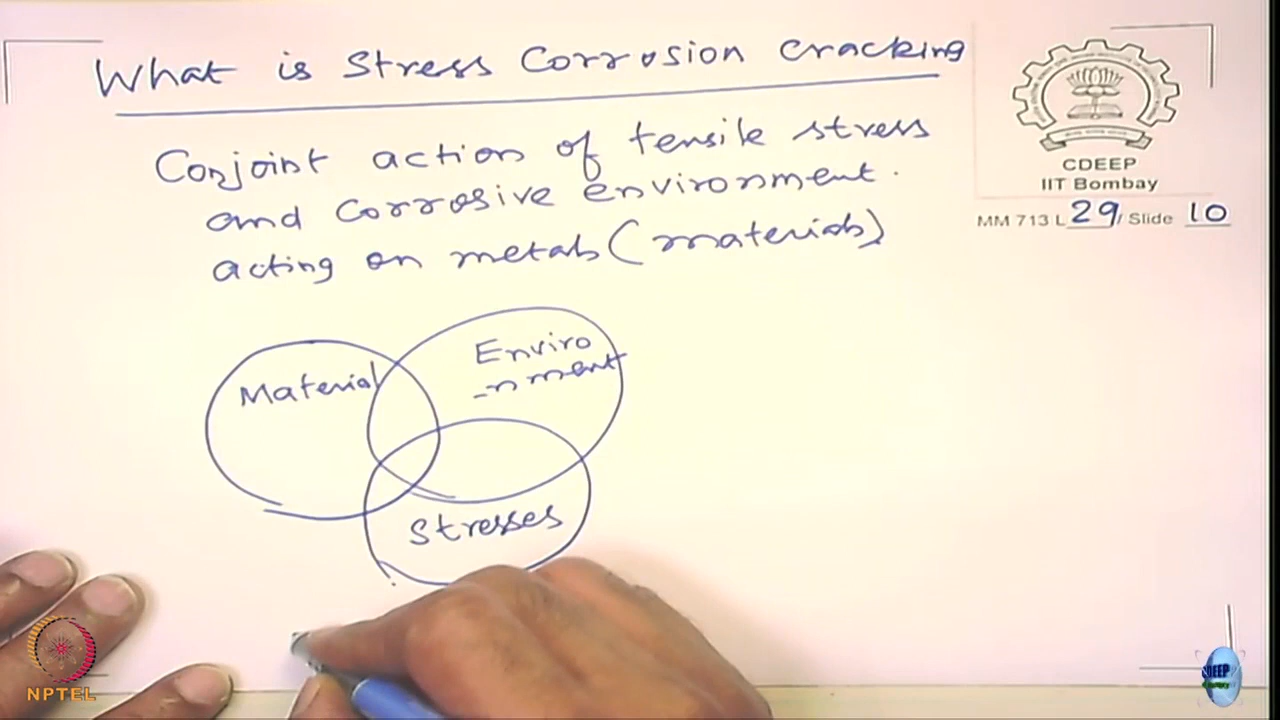 What is Stress Corrosion cracking
Conjoint action of tensile stress
and corrosive environment.
acting on metals (materials)
Material
Enviro
-nment
Stresses
CDEEP
IIT Bombay
MM 713 L 29 / Slide 10
NPTEL
CDEEP